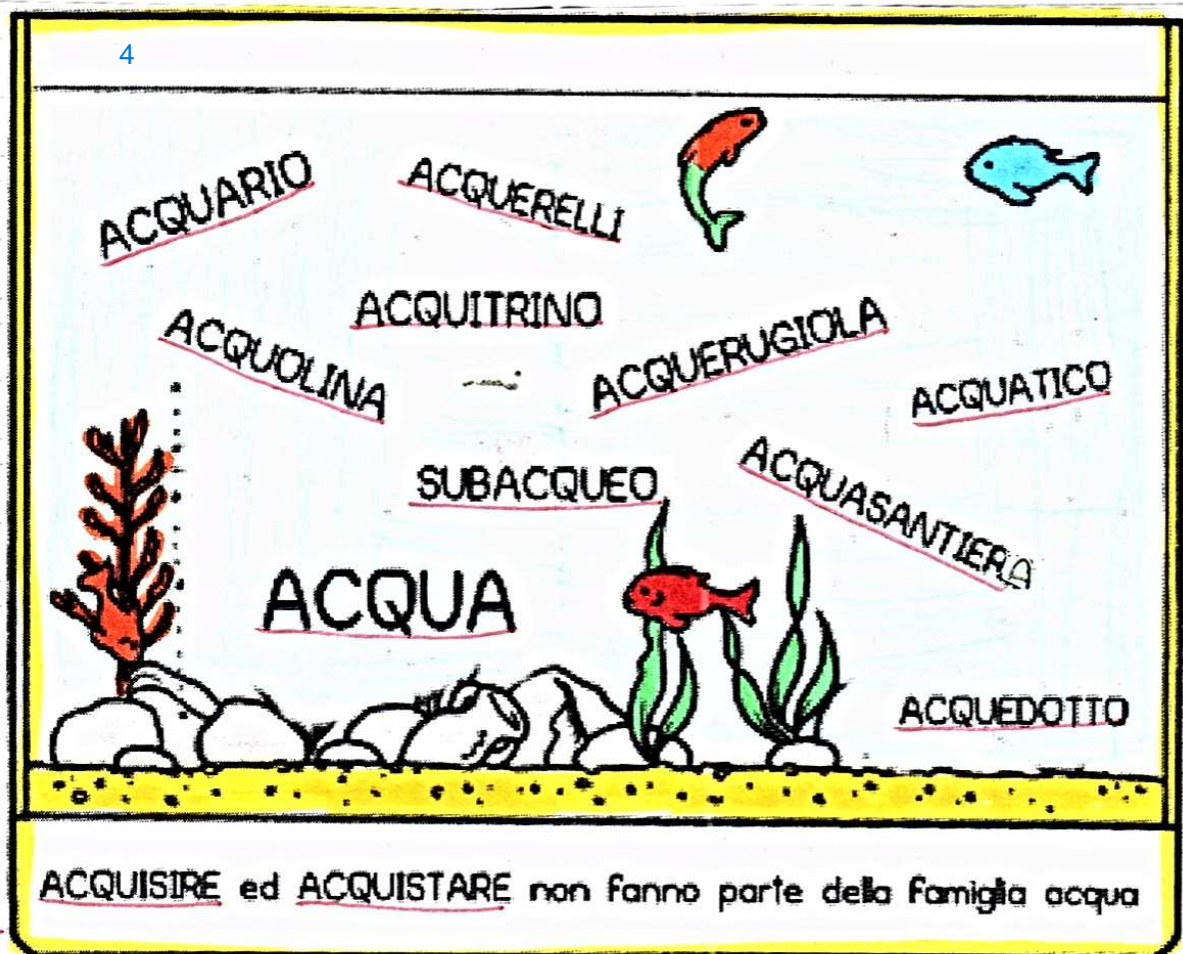 4
ACQUARIO
ACQUERELLI
ACQUITRINO
ACQUOLINA
ACQUERUGIOLA
ACQUATICO
SUBACQUEO
ACQUASANTIERA
ACQUA
ACQUEDOTTO
ACQUISIRE ed ACQUISTARE non fanno parte della famiglia acqua